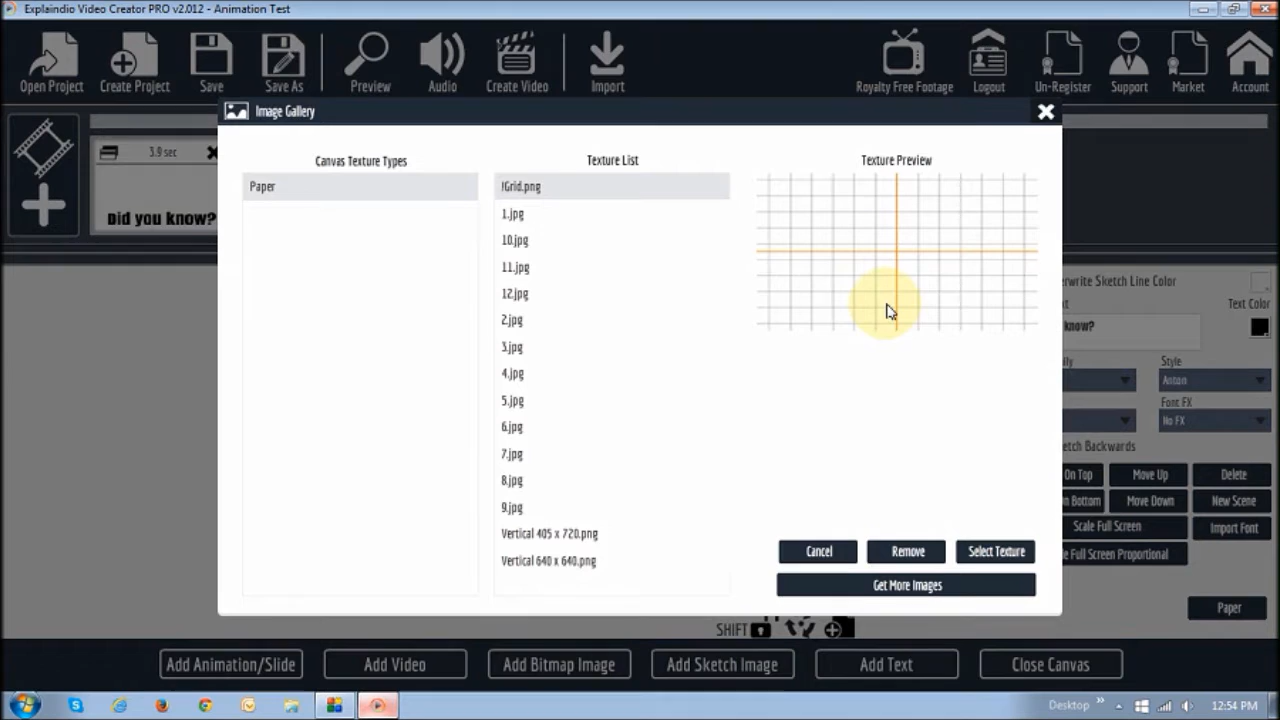 Explaindio Video Creator PRO v2.012 - Animation Test
Open Project
Create Project
Save
Save As
Preview
Audio
Create Video
Import
Royalty Free Footage
Logout
Un-Register
Support
Market
Account
Image Gallery
3.9 sec
Did you know?
Canvas Texture Types
Texture List
Texture Preview
Paper
!Grid.png
1.jpg
10.jpg
11.jpg
12.jpg
2.jpg
3.jpg
4.jpg
5.jpg
6.jpg
7.jpg
8.jpg
9.jpg
Vertical 405 x 720.png
Vertical 640 x 640.png
Cancel
Remove
Select Texture
Get More Images
erwrite Sketch Line Color
Text Color
know?
Style
Anton
Font FX
No FX
etch Backwards
On Top
Move Up
Delete
on Bottom
Move Down
New Scene
Scale Full Screen
Import Font
e Full Screen Proportional
Paper
SHIFT
Add Animation/Slide
Add Video
Add Bitmap Image
Add Sketch Image
Add Text
Close Canvas
Desktop
12:54 PM